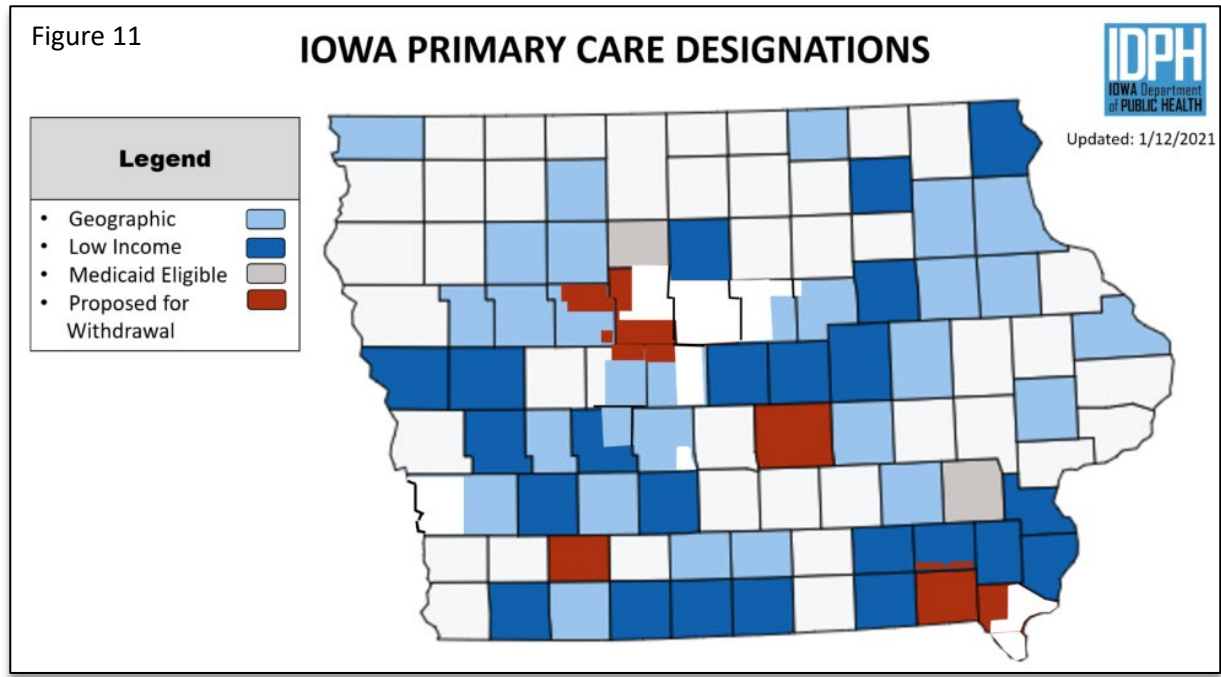 Figure 11
IOWA PRIMARY CARE DESIGNATIONS
IDPH
IOWA Department
of PUBLIC HEALTH
Updated: 1/12/2021
Legend
• Geographic
• Low Income
• Medicaid Eligible
• Proposed for
Withdrawal